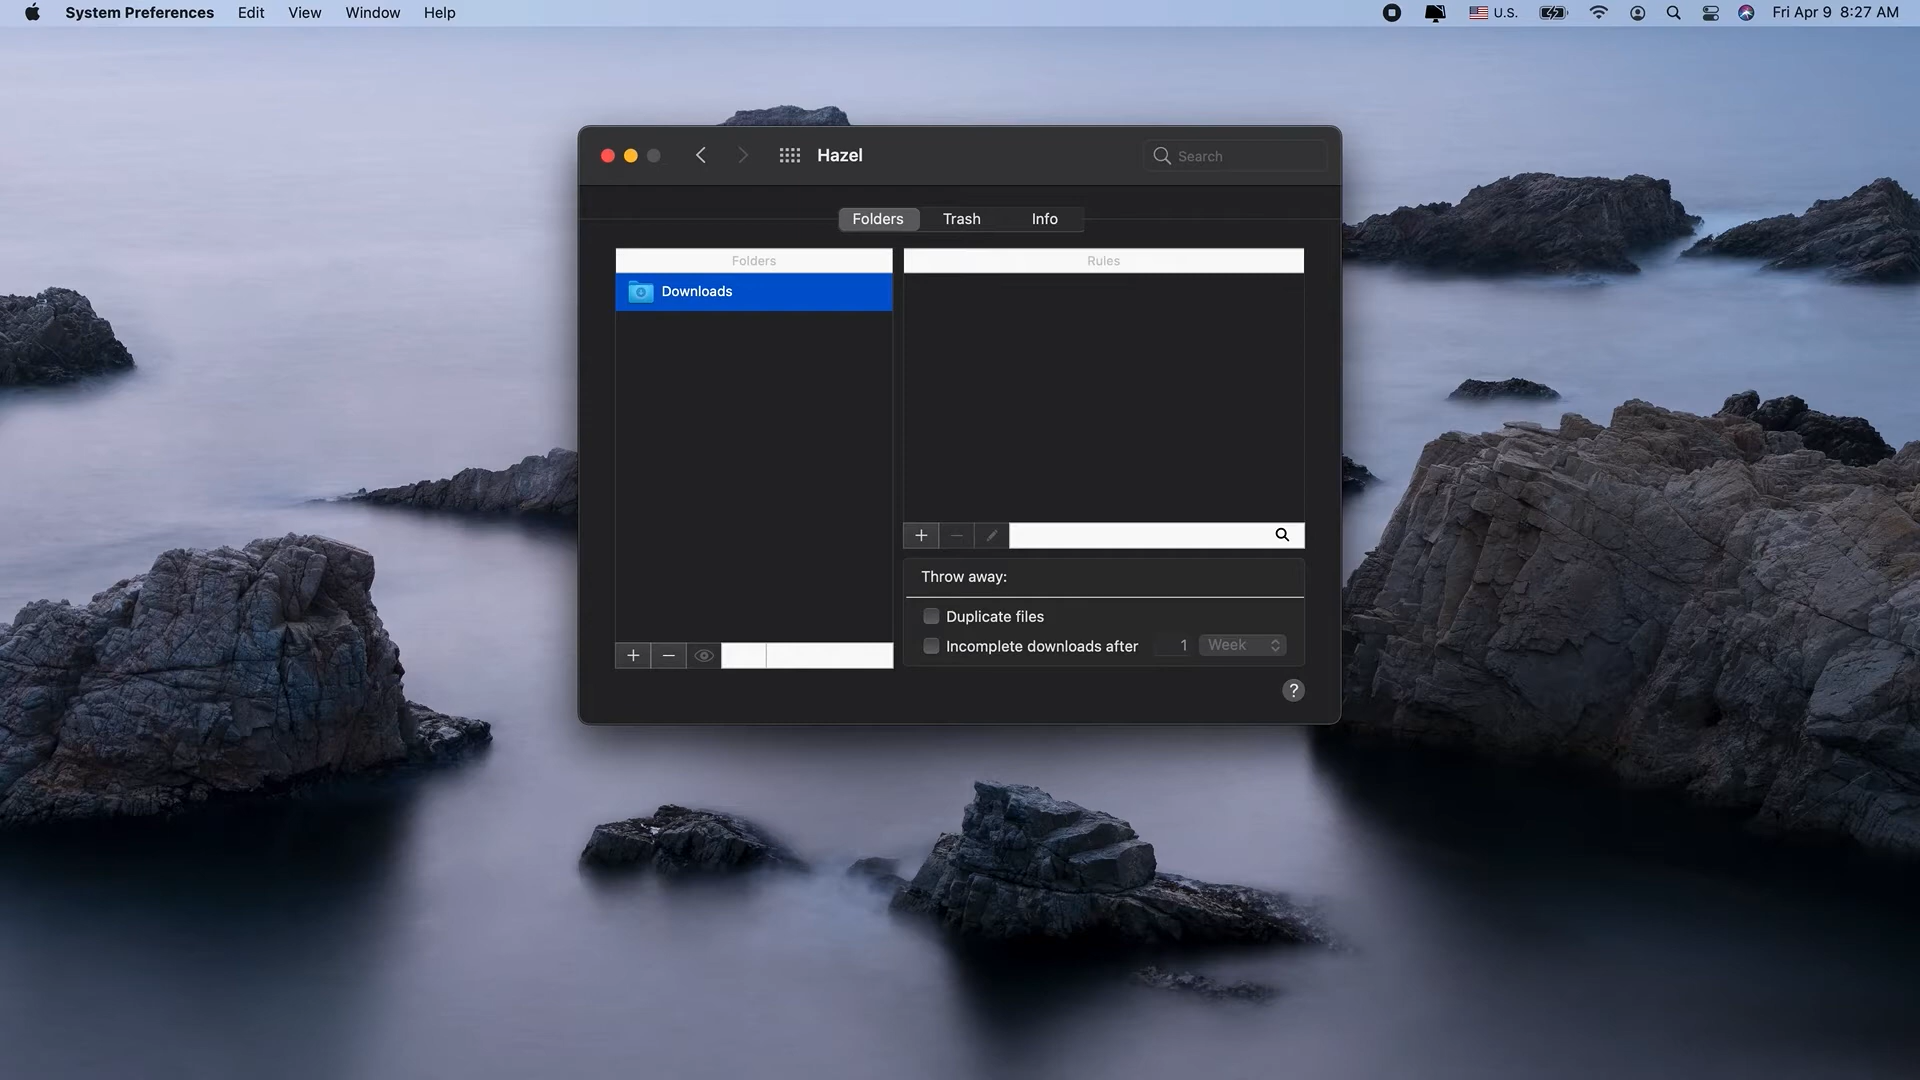 System Preferences Edit View Window Help
U.S. Fri Apr 9 8:27 AM
Hazel
Search
Folders Trash Info
Folders
Rules
Downloads
Throw away:
Duplicate files
Incomplete downloads after 1 Week
?